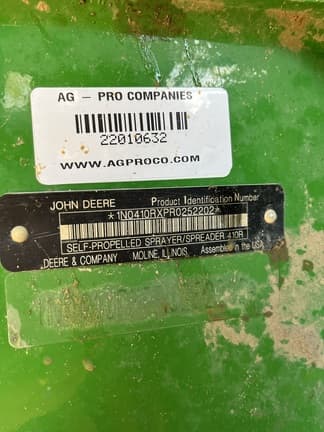 AG - PRO COMPANIES
22010632
WWW.AGPROCO.COM
JOHN DEERE Product Identification Number
*1N0410RXPR0252202*
SELF-PROPELLED SPRAYER/SPREADER 410R
DEERE & COMPANY MOLINE, ILLINOIS Assembled in the USA